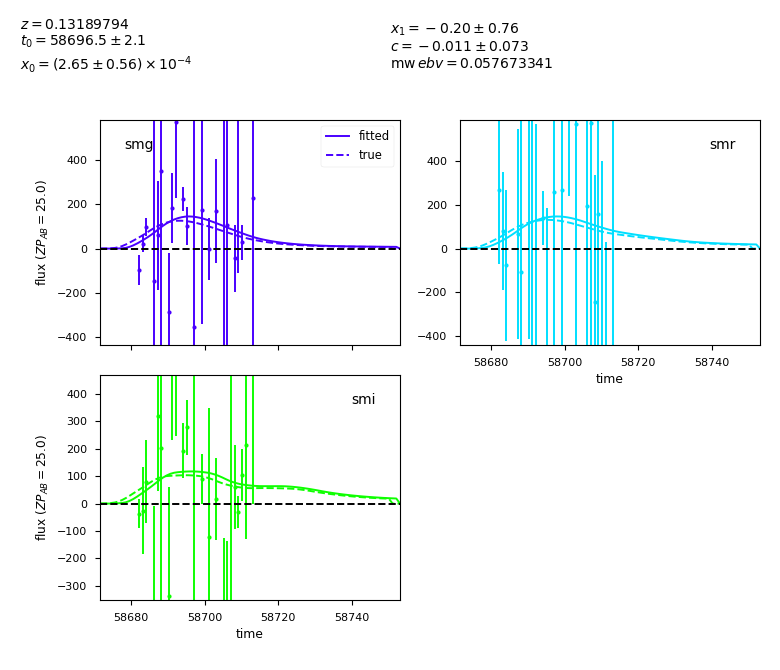 z = 0.13189794
t₀ = 58696.5 ± 2.1
x₀ = (2.65 ± 0.56) × 10⁻⁴
x₁ = −0.20 ± 0.76
c = −0.011 ± 0.073
mw ebv = 0.057673341
smg
fitted
true
400
200
0
−200
−400
flux (ZP_AB = 25.0)
smr
400
200
0
−200
−400
58680 58700 58720 58740
time
smi
400
300
200
100
0
−100
−200
−300
flux (ZP_AB = 25.0)
58680 58700 58720 58740
time